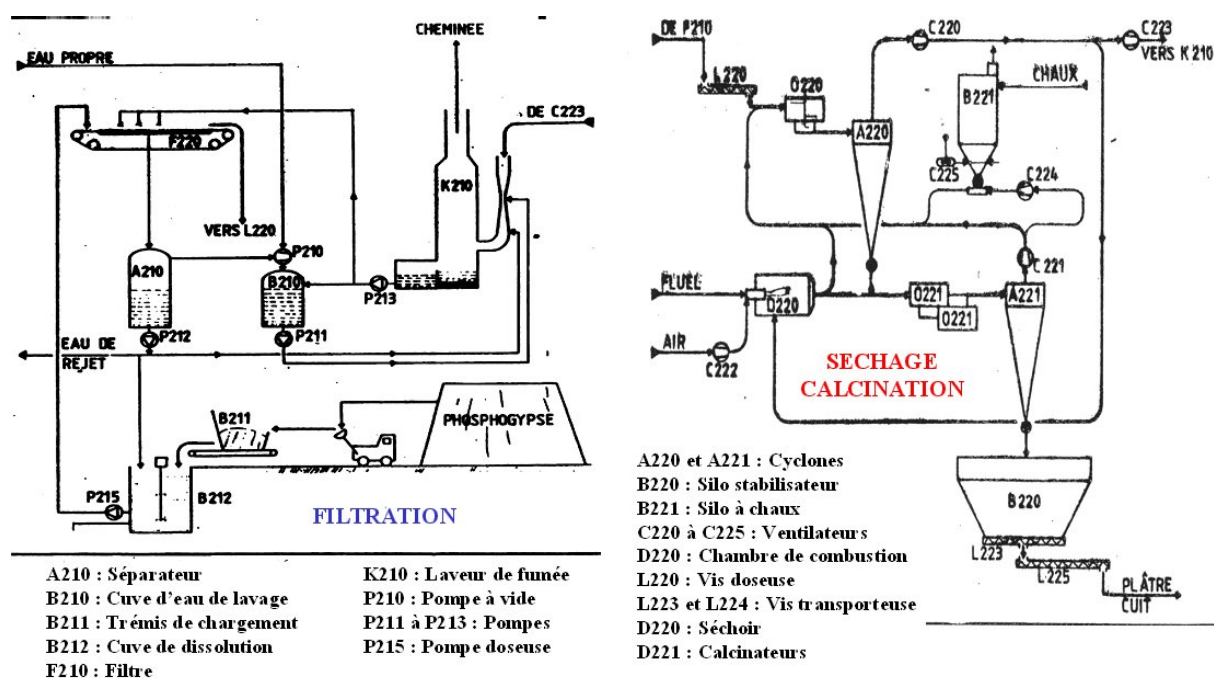 CHEMINEE
EAU PROPRE
DE C223
F220
K210
VERS L220
P210
A210
B210
P213
P212
P211
EAU DE
REJET
B211
PHOSPHOGYPSE
P215
B212
FILTRATION
A210 : Séparateur
B210 : Cuve d'eau de lavage
B211 : Trémis de chargement
B212 : Cuve de dissolution
F210 : Filtre
K210 : Laveur de fumée
P210 : Pompe à vide
P211 à P213 : Pompes
P215 : Pompe doseuse
DE P210
C220
C223
VERS K210
L220
O220
B221
CHAUX
A220
C225
C224
C221
FUEL
D220
O221
O221
A221
AIR
C222
SECHAGE
CALCINATION
B220
L223
L225
PLÂTRE
CUIT
A220 et A221 : Cyclones
B220 : Silo stabilisateur
B221 : Silo à chaux
C220 à C225 : Ventilateurs
D220 : Chambre de combustion
L220 : Vis doseuse
L223 et L224 : Vis transporteuse
D220 : Séchoir
D221 : Calcinateurs